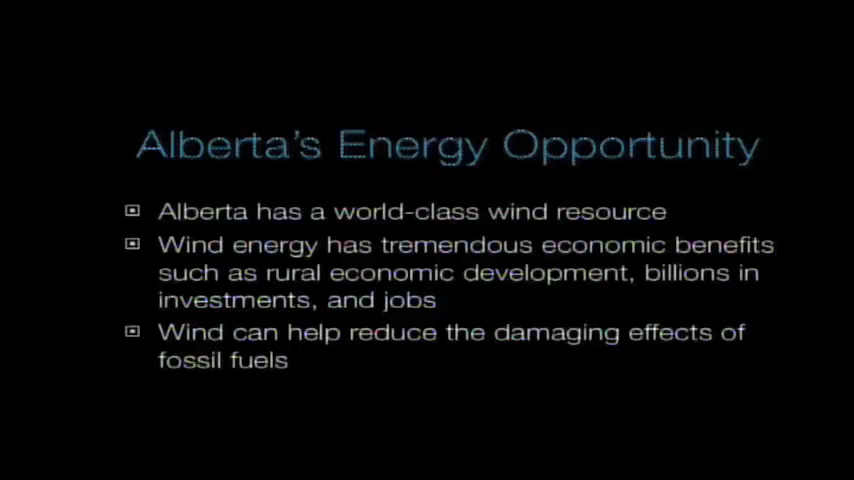 Alberta's Energy Opportunity
Alberta has a world-class wind resource
Wind energy has tremendous economic benefits
such as rural economic development, billions in
investments, and jobs
Wind can help reduce the damaging effects of
fossil fuels